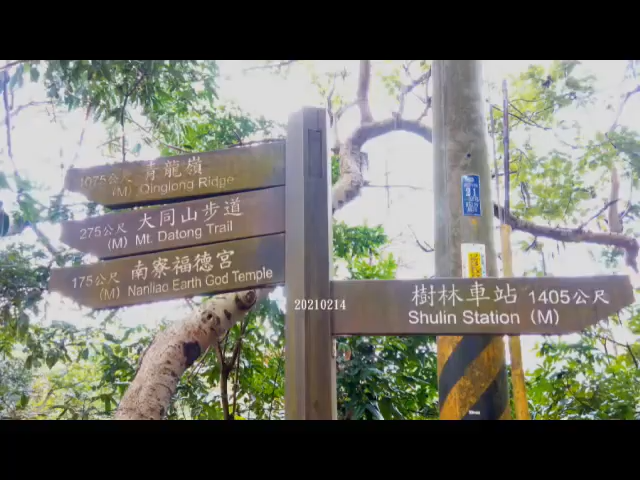 1075公尺 青龍嶺
(M) Qinglong Ridge
275公尺 大同山步道
(M) Mt. Datong Trail
175公尺 南寮福德宮
(M) Nanliao Earth God Temple
20210214
樹林車站 1405公尺
Shulin Station (M)